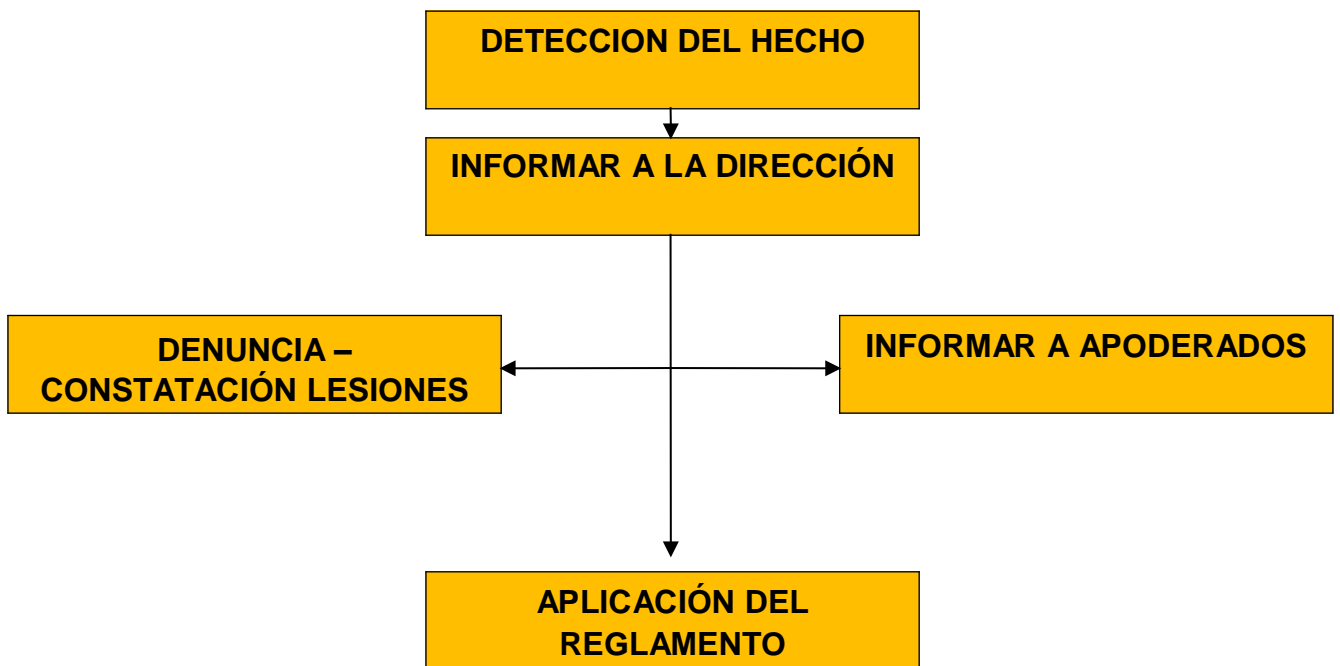 DETECCION DEL HECHO
INFORMAR A LA DIRECCIÓN
DENUNCIA –
CONSTATACIÓN LESIONES
INFORMAR A APODERADOS
APLICACIÓN DEL
REGLAMENTO